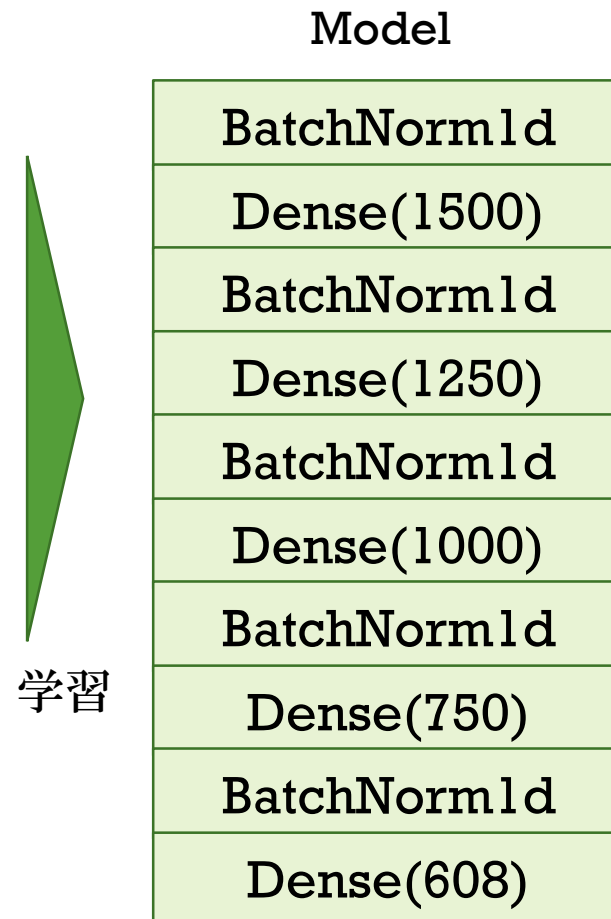 Model
BatchNorm1d
Dense(1500)
BatchNorm1d
Dense(1250)
BatchNorm1d
Dense(1000)
BatchNorm1d
学習
Dense(750)
BatchNorm1d
Dense(608)